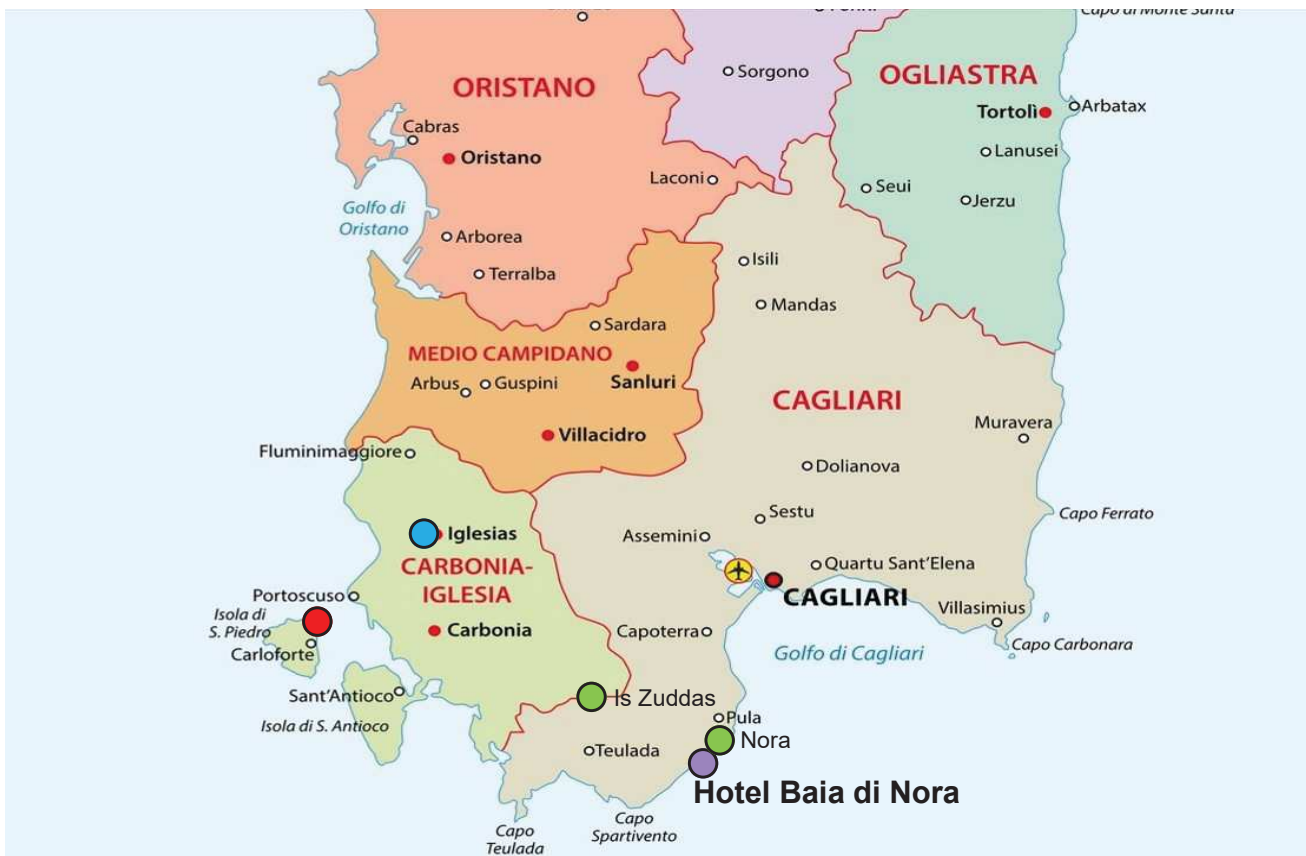 Capo di Monte Santu
Sorgono
OGLIASTRA
ORISTANO
Tortolì
Arbatax
Cabras
Oristano
Lanusei
Laconi
Seui
Jerzu
Golfo di
Oristano
Arborea
Isili
Terralba
Mandas
Sardara
MEDIO CAMPIDANO
Arbus
Guspini
Sanluri
CAGLIARI
Muravera
Villacidro
Fluminimaggiore
Dolianova
Iglesias
Sestu
Capo Ferrato
Assemini
CARBONIA-
IGLESIA
Quartu Sant'Elena
Portoscuso
CAGLIARI
Isola di
S. Piedro
Villasimius
Carbonia
Capoterra
Carloforte
Golfo di Cagliari
Capo Carbonara
Sant'Antioco
Is Zuddas
Isola di S. Antioco
Pula
Nora
Teulada
Hotel Baia di Nora
Capo
Spartivento
Capo
Teulada